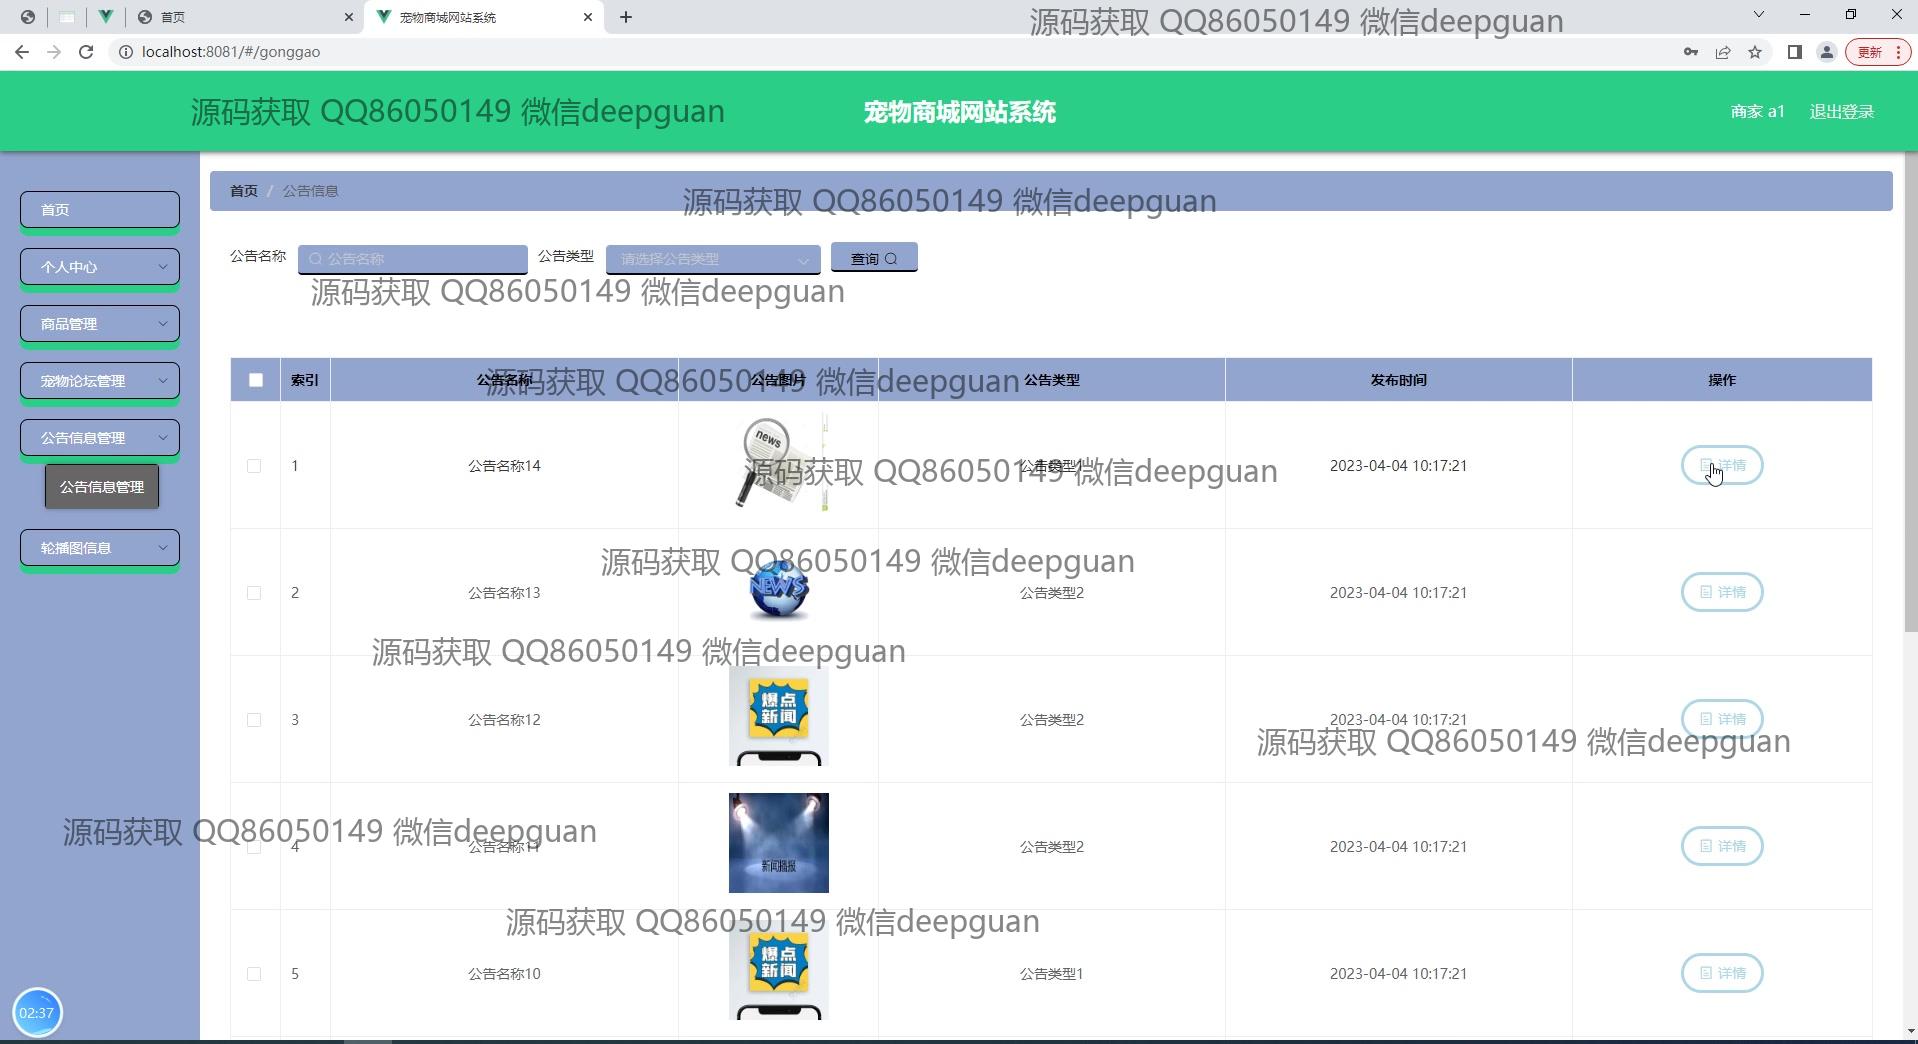 首页
宠物商城网站系统
源码获取 QQ86050149 微信deepguan
localhost:8081/#/gonggao
更新
源码获取 QQ86050149 微信deepguan
宠物商城网站系统
商家 a1
退出登录
首页 / 公告信息
源码获取 QQ86050149 微信deepguan
首页
个人中心
商品管理
宠物论坛管理
公告信息管理
公告信息管理
轮播图信息
公告名称
公告名称
公告类型
请选择公告类型
查询
源码获取 QQ86050149 微信deepguan
索引 公告名称 公告图片 公告类型 发布时间 操作
源码获取 QQ86050149 微信deepguan
1 公告名称14 news 公告类型1 2023-04-04 10:17:21 详情
源码获取 QQ86050149 微信deepguan
源码获取 QQ86050149 微信deepguan
2 公告名称13 NEWS 公告类型2 2023-04-04 10:17:21 详情
源码获取 QQ86050149 微信deepguan
爆点
新闻
3 公告名称12 公告类型2 2023-04-04 10:17:21 详情
源码获取 QQ86050149 微信deepguan
源码获取 QQ86050149 微信deepguan
4 公告名称11 公告类型2 2023-04-04 10:17:21 详情
新闻播报
源码获取 QQ86050149 微信deepguan
爆点
新闻
5 公告名称10 公告类型1 2023-04-04 10:17:21 详情
02:37